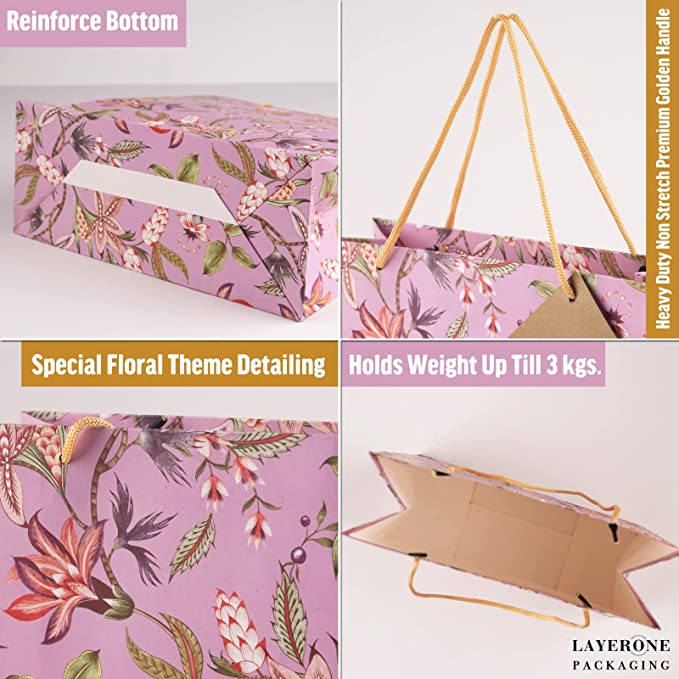 Reinforce Bottom
Heavy Duty Non Stretch Premium Golden Handle
Special Floral Theme Detailing
Holds Weight Up Till 3 kgs.
LAYERONE
PACKAGING